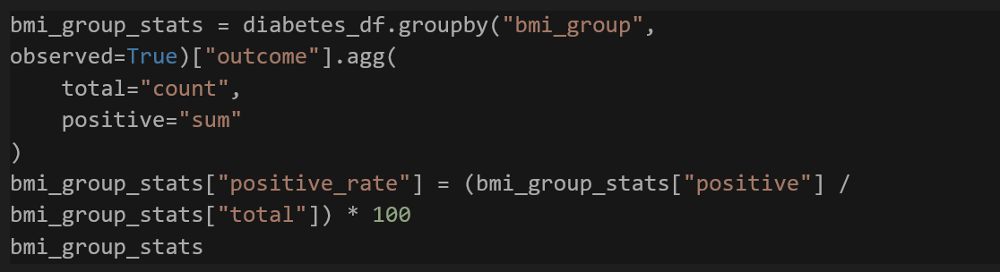 bmi_group_stats = diabetes_df.groupby("bmi_group",
observed=True)["outcome"].agg(
    total="count",
    positive="sum"
)
bmi_group_stats["positive_rate"] = (bmi_group_stats["positive"] /
bmi_group_stats["total"]) * 100
bmi_group_stats